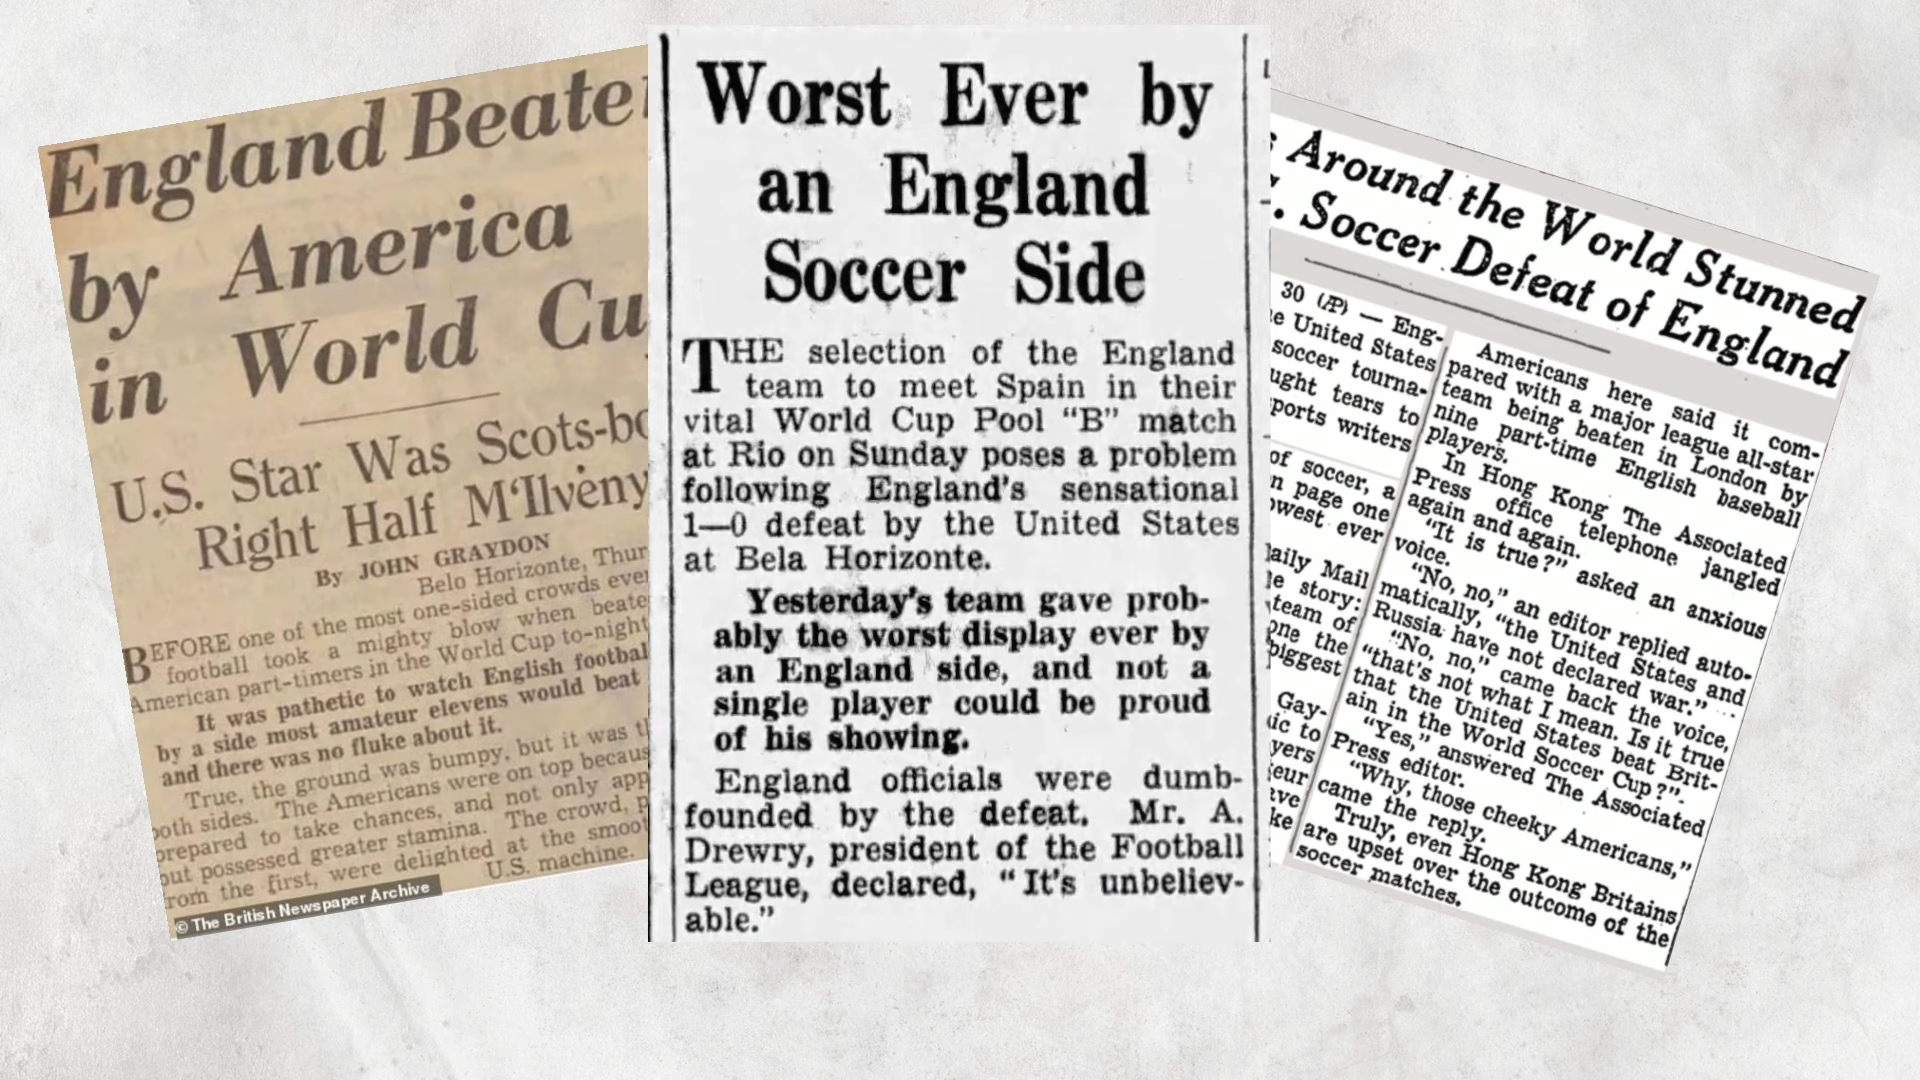 England Beate
by America
in World Cu
U.S. Star Was Scots-bo
Right Half M'Ilveny
By JOHN GRAYDON
Belo Horizonte, Thur
BEFORE one of the most one-sided crowds eve
football took a mighty blow when beate
American part-timers in the World Cup to-night
It was pathetic to watch English footbal
by a side most amateur elevens would beat
and there was no fluke about it.
True, the ground was bumpy, but it was t
both sides. The Americans were on top becaus
prepared to take chances, and not only app
out possessed greater stamina. The crowd, p
rom the first, were delighted at the smoot
U.S. machine.
© The British Newspaper Archive
Worst Ever by
an England
Soccer Side
THE selection of the England
team to meet Spain in their
vital World Cup Pool “B” match
at Rio on Sunday poses a problem
following England's sensational
1—0 defeat by the United States
at Bela Horizonte.
Yesterday's team gave prob-
ably the worst display ever by
an England side, and not a
single player could be proud
of his showing.
England officials were dumb-
founded by the defeat. Mr. A.
Drewry, president of the Football
League, declared, “It's unbeliev-
able.”
Around the World Stunned
. Soccer Defeat of England
30 (AP) — Eng-
e United States
soccer tourna-
ught tears to
ports writers
of soccer, a
n page one
owest ever
aily Mail
e story:
team of
one the
biggest
Gay-
ic to
yers
eur
ve
ke
Americans here said it com-
pared with a major league all-star
team being beaten in London by
nine part-time English baseball
players.
In Hong Kong The Associated
Press office telephone jangled
again and again.
“It is true?” asked an anxious
voice.
“No, no,” an editor replied auto-
matically, “the United States and
Russia have not declared war.” ..
“No, no,” came back the voice,
“that's not what I mean. Is it true
that the United States beat Brit-
ain in the World Soccer Cup?”.
“Yes,” answered The Associated
Press editor.
“Why, those cheeky Americans,”
came the reply.
Truly, even Hong Kong Britains
are upset over the outcome of the
soccer matches.